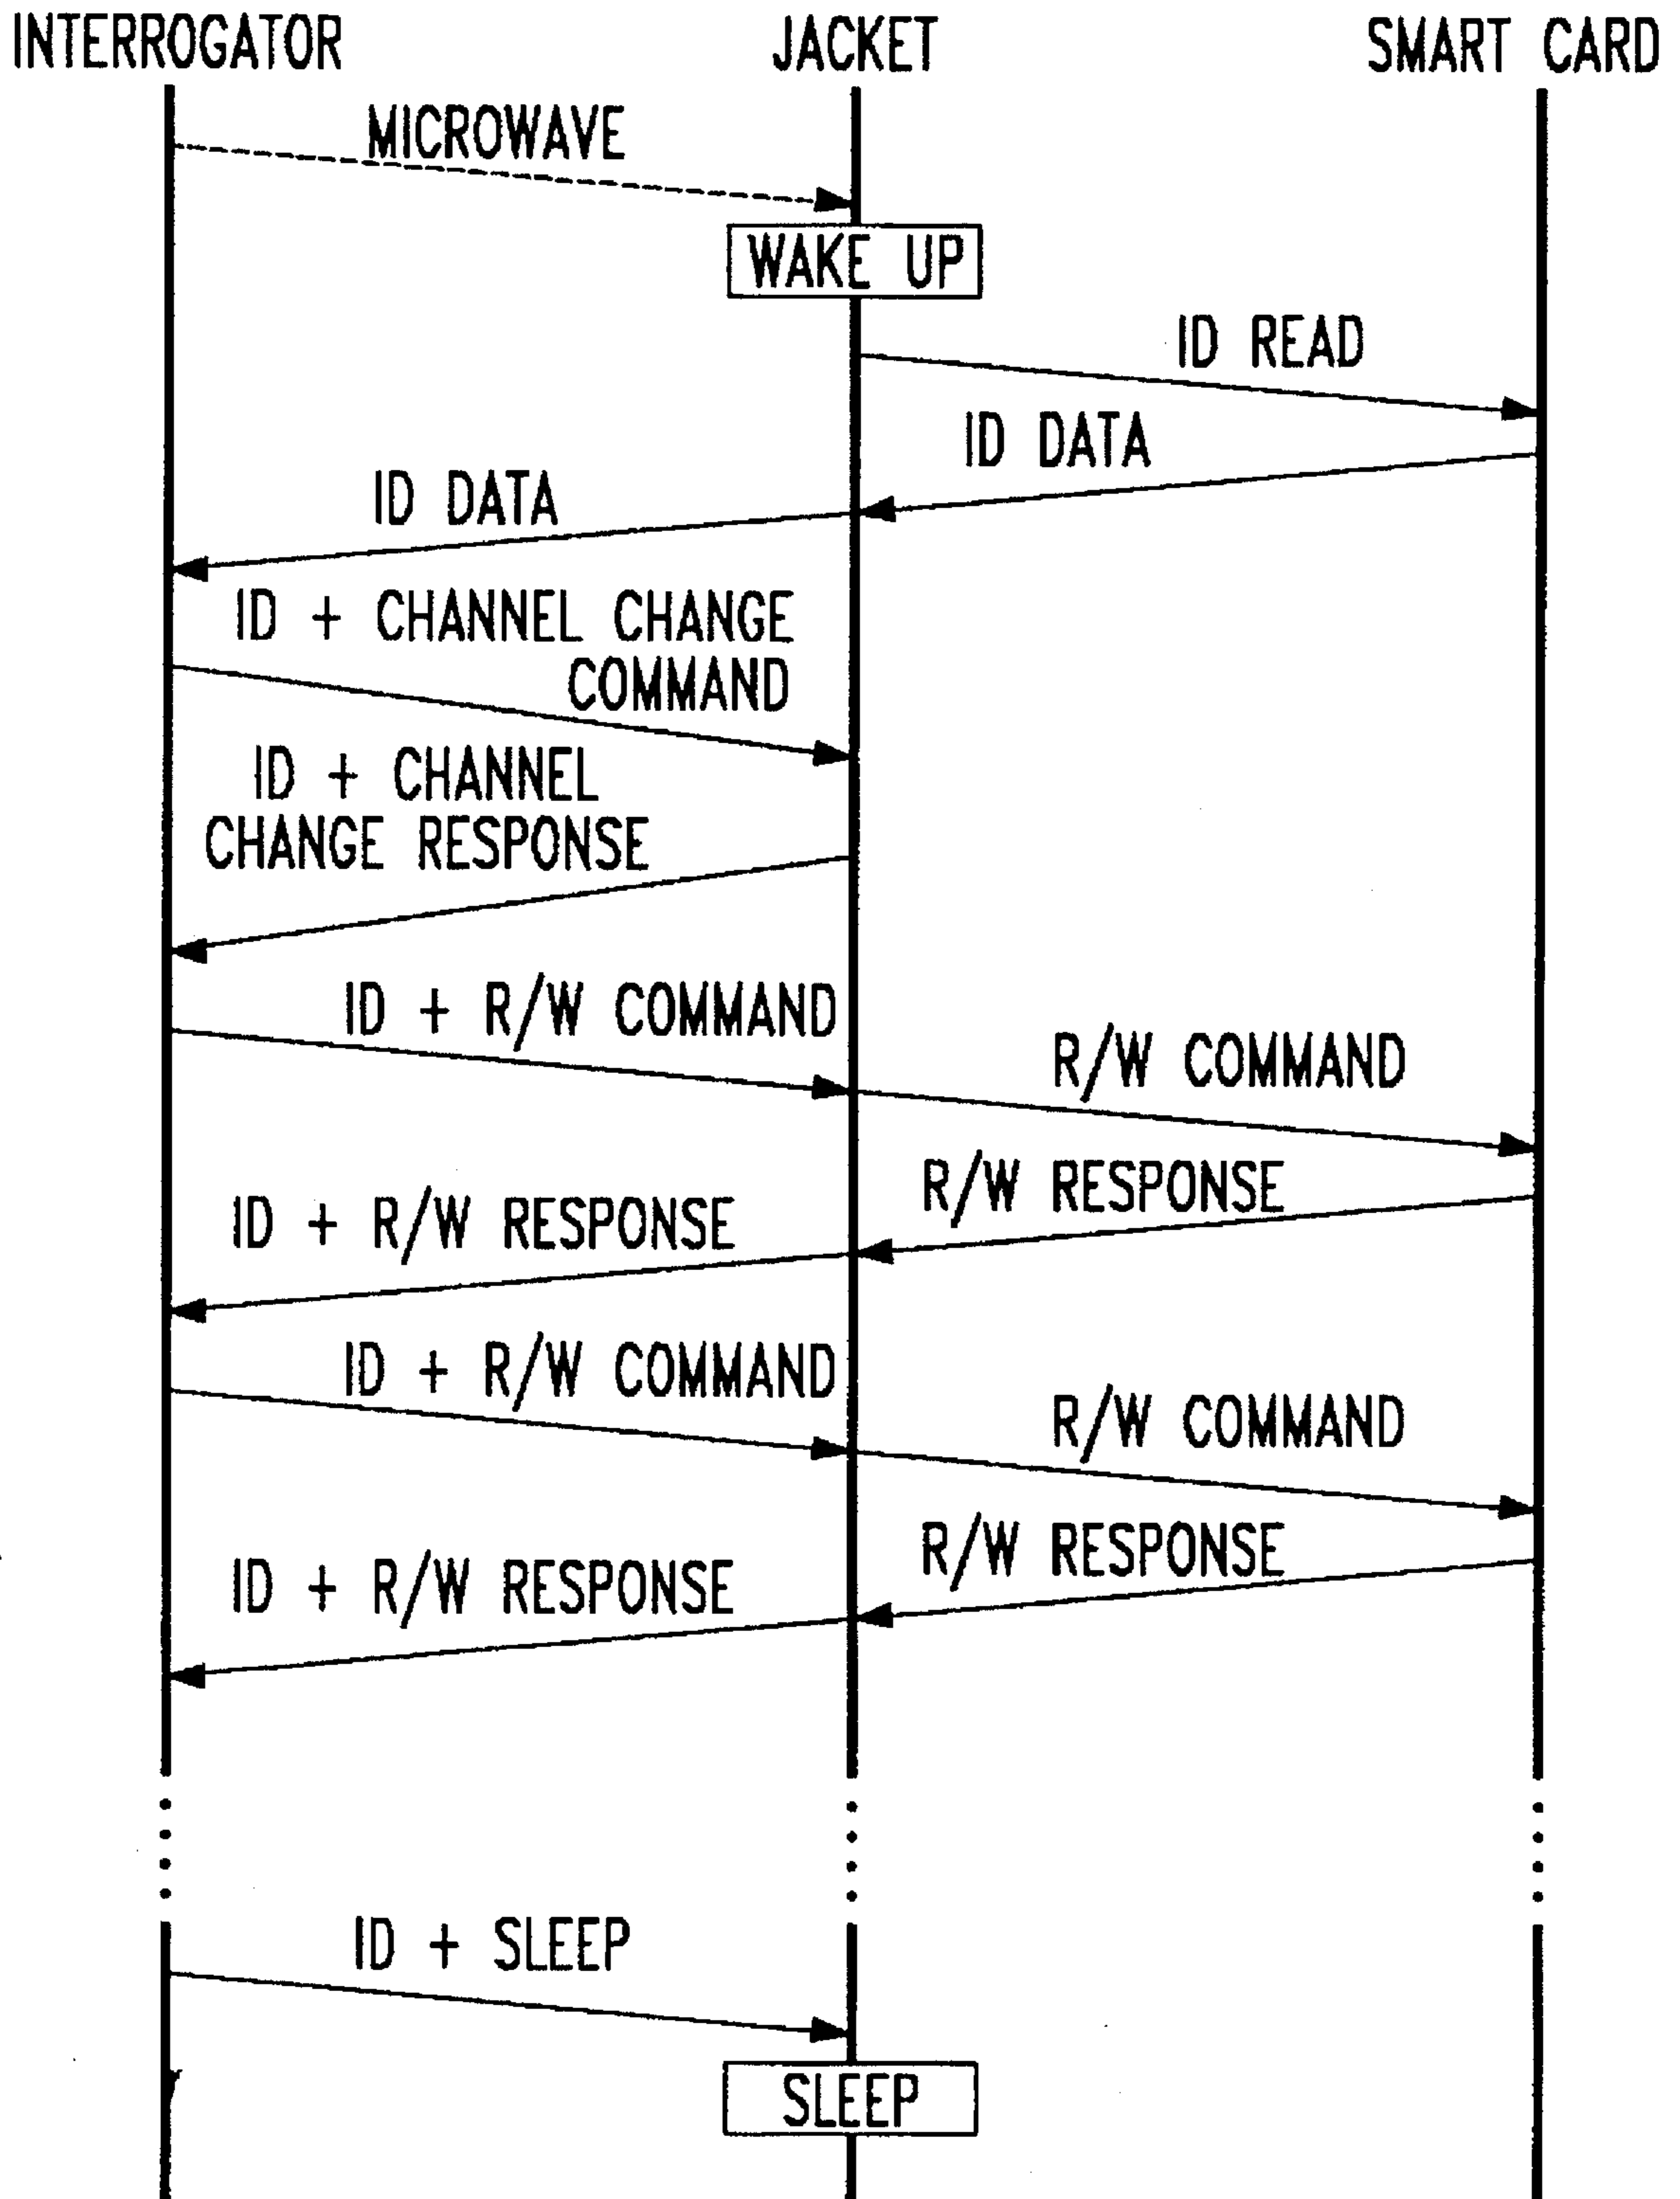 INTERROGATOR
JACKET
SMART CARD
MICROWAVE
WAKE UP
ID READ
ID DATA
ID DATA
ID + CHANNEL CHANGE
COMMAND
ID + CHANNEL
CHANGE RESPONSE
ID + R/W COMMAND
R/W COMMAND
R/W RESPONSE
ID + R/W RESPONSE
ID + R/W COMMAND
R/W COMMAND
R/W RESPONSE
ID + R/W RESPONSE
ID + SLEEP
SLEEP